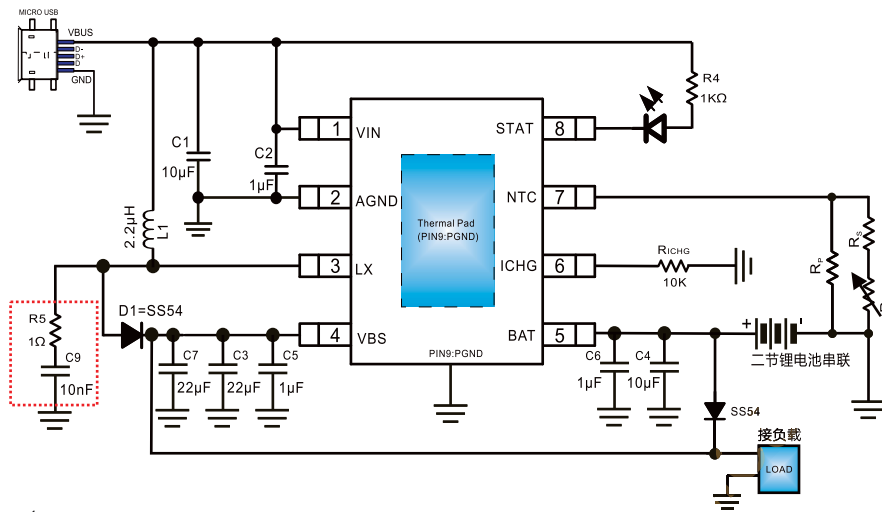 MICRO USB
VBUS
D-
D+
D
GND
R4
1KΩ
C1
10µF
C2
1µF
1
VIN
STAT
8
2
AGND
NTC
7
Thermal Pad
(PIN9:PGND)
2.2µH
L1
3
LX
ICHG
6
RICHG
10K
RP
RS
D1=SS54
4
VBS
BAT
5
PIN9:PGND
R5
1Ω
C9
10nF
C7
22µF
C3
22µF
C5
1µF
C6
1µF
C4
10µF
+
-
二节锂电池串联
SS54
接负载
LOAD